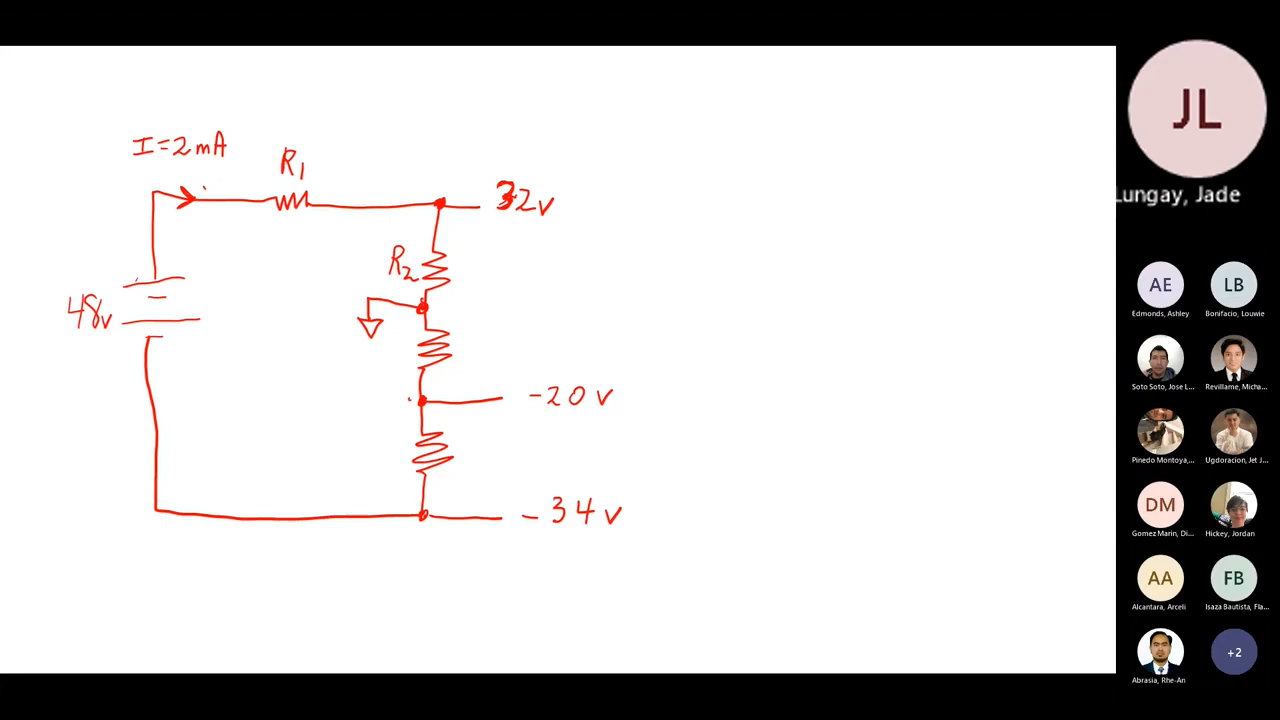 I=2mA
R1
32v
R2
48v
-20v
-34v
JL
Lungay, Jade
AE
LB
Edmonds, Ashley
Bonifacio, Louwie
Soto Soto, Jose L...
Revillame, Micha...
Pinedo Montoya,...
Ugdoracion, Jet J...
DM
Gomez Marin, Di...
Hickey, Jordan
AA
FB
Alcantara, Arceli
Isaza Bautista, Fla...
+2
Abrasia, Rhe-An